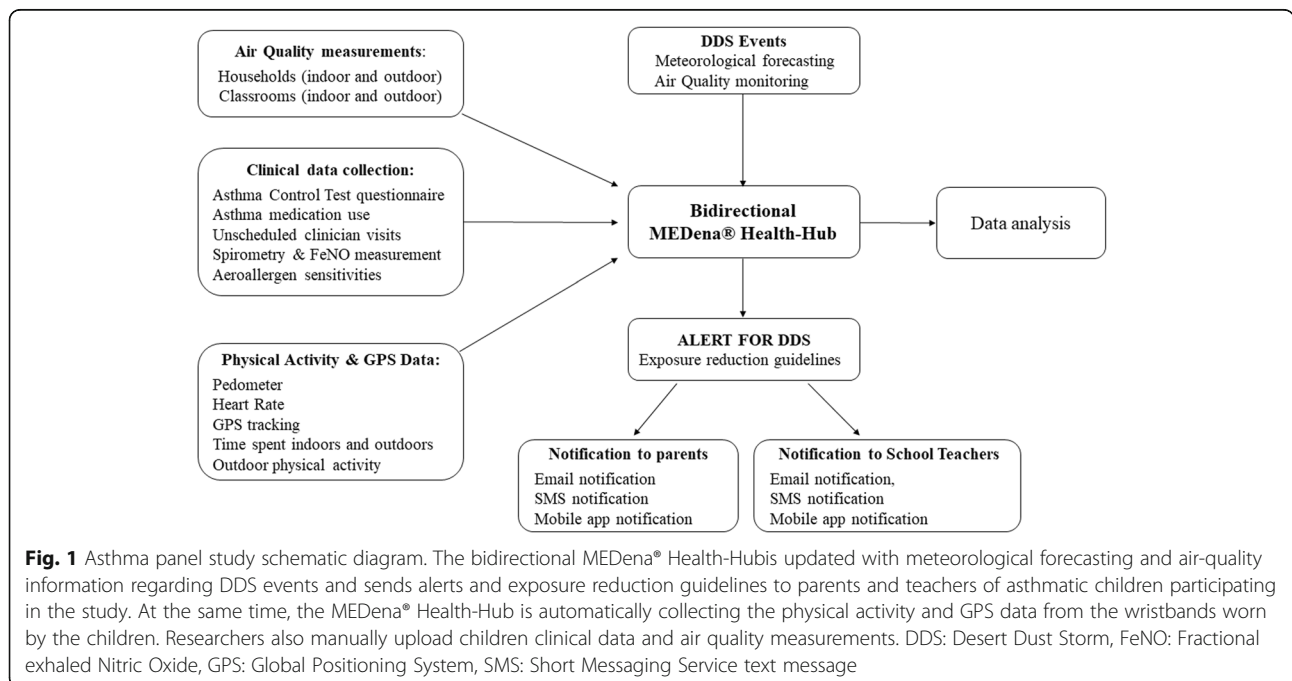 Air Quality measurements:
Households (indoor and outdoor)
Classrooms (indoor and outdoor)
DDS Events
Meteorological forecasting
Air Quality monitoring
Clinical data collection:
Asthma Control Test questionnaire
Asthma medication use
Unscheduled clinician visits
Spirometry & FeNO measurement
Aeroallergen sensitivities
Bidirectional
MEDena® Health-Hub
Data analysis
Physical Activity & GPS Data:
Pedometer
Heart Rate
GPS tracking
Time spent indoors and outdoors
Outdoor physical activity
ALERT FOR DDS
Exposure reduction guidelines
Notification to parents
Email notification
SMS notification
Mobile app notification
Notification to School Teachers
Email notification,
SMS notification
Mobile app notification
Fig. 1 Asthma panel study schematic diagram. The bidirectional MEDena® Health-Hubis updated with meteorological forecasting and air-quality
information regarding DDS events and sends alerts and exposure reduction guidelines to parents and teachers of asthmatic children participating
in the study. At the same time, the MEDena® Health-Hub is automatically collecting the physical activity and GPS data from the wristbands worn
by the children. Researchers also manually upload children clinical data and air quality measurements. DDS: Desert Dust Storm, FeNO: Fractional
exhaled Nitric Oxide, GPS: Global Positioning System, SMS: Short Messaging Service text message